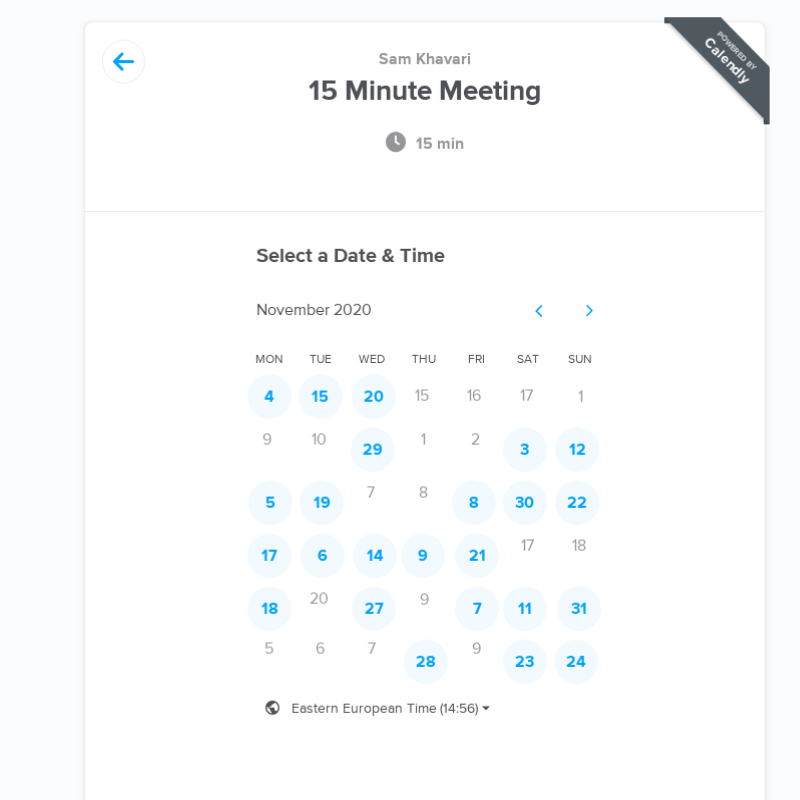 POWERED BY
Calendly
Sam Khavari
15 Minute Meeting
15 min
Select a Date & Time
November 2020
MON TUE WED THU FRI SAT SUN
4 15 20 15 16 17 1
9 10 29 1 2 3 12
5 19 7 8 8 30 22
17 6 14 9 21 17 18
18 20 27 9 7 11 31
5 6 7 28 9 23 24
Eastern European Time (14:56)